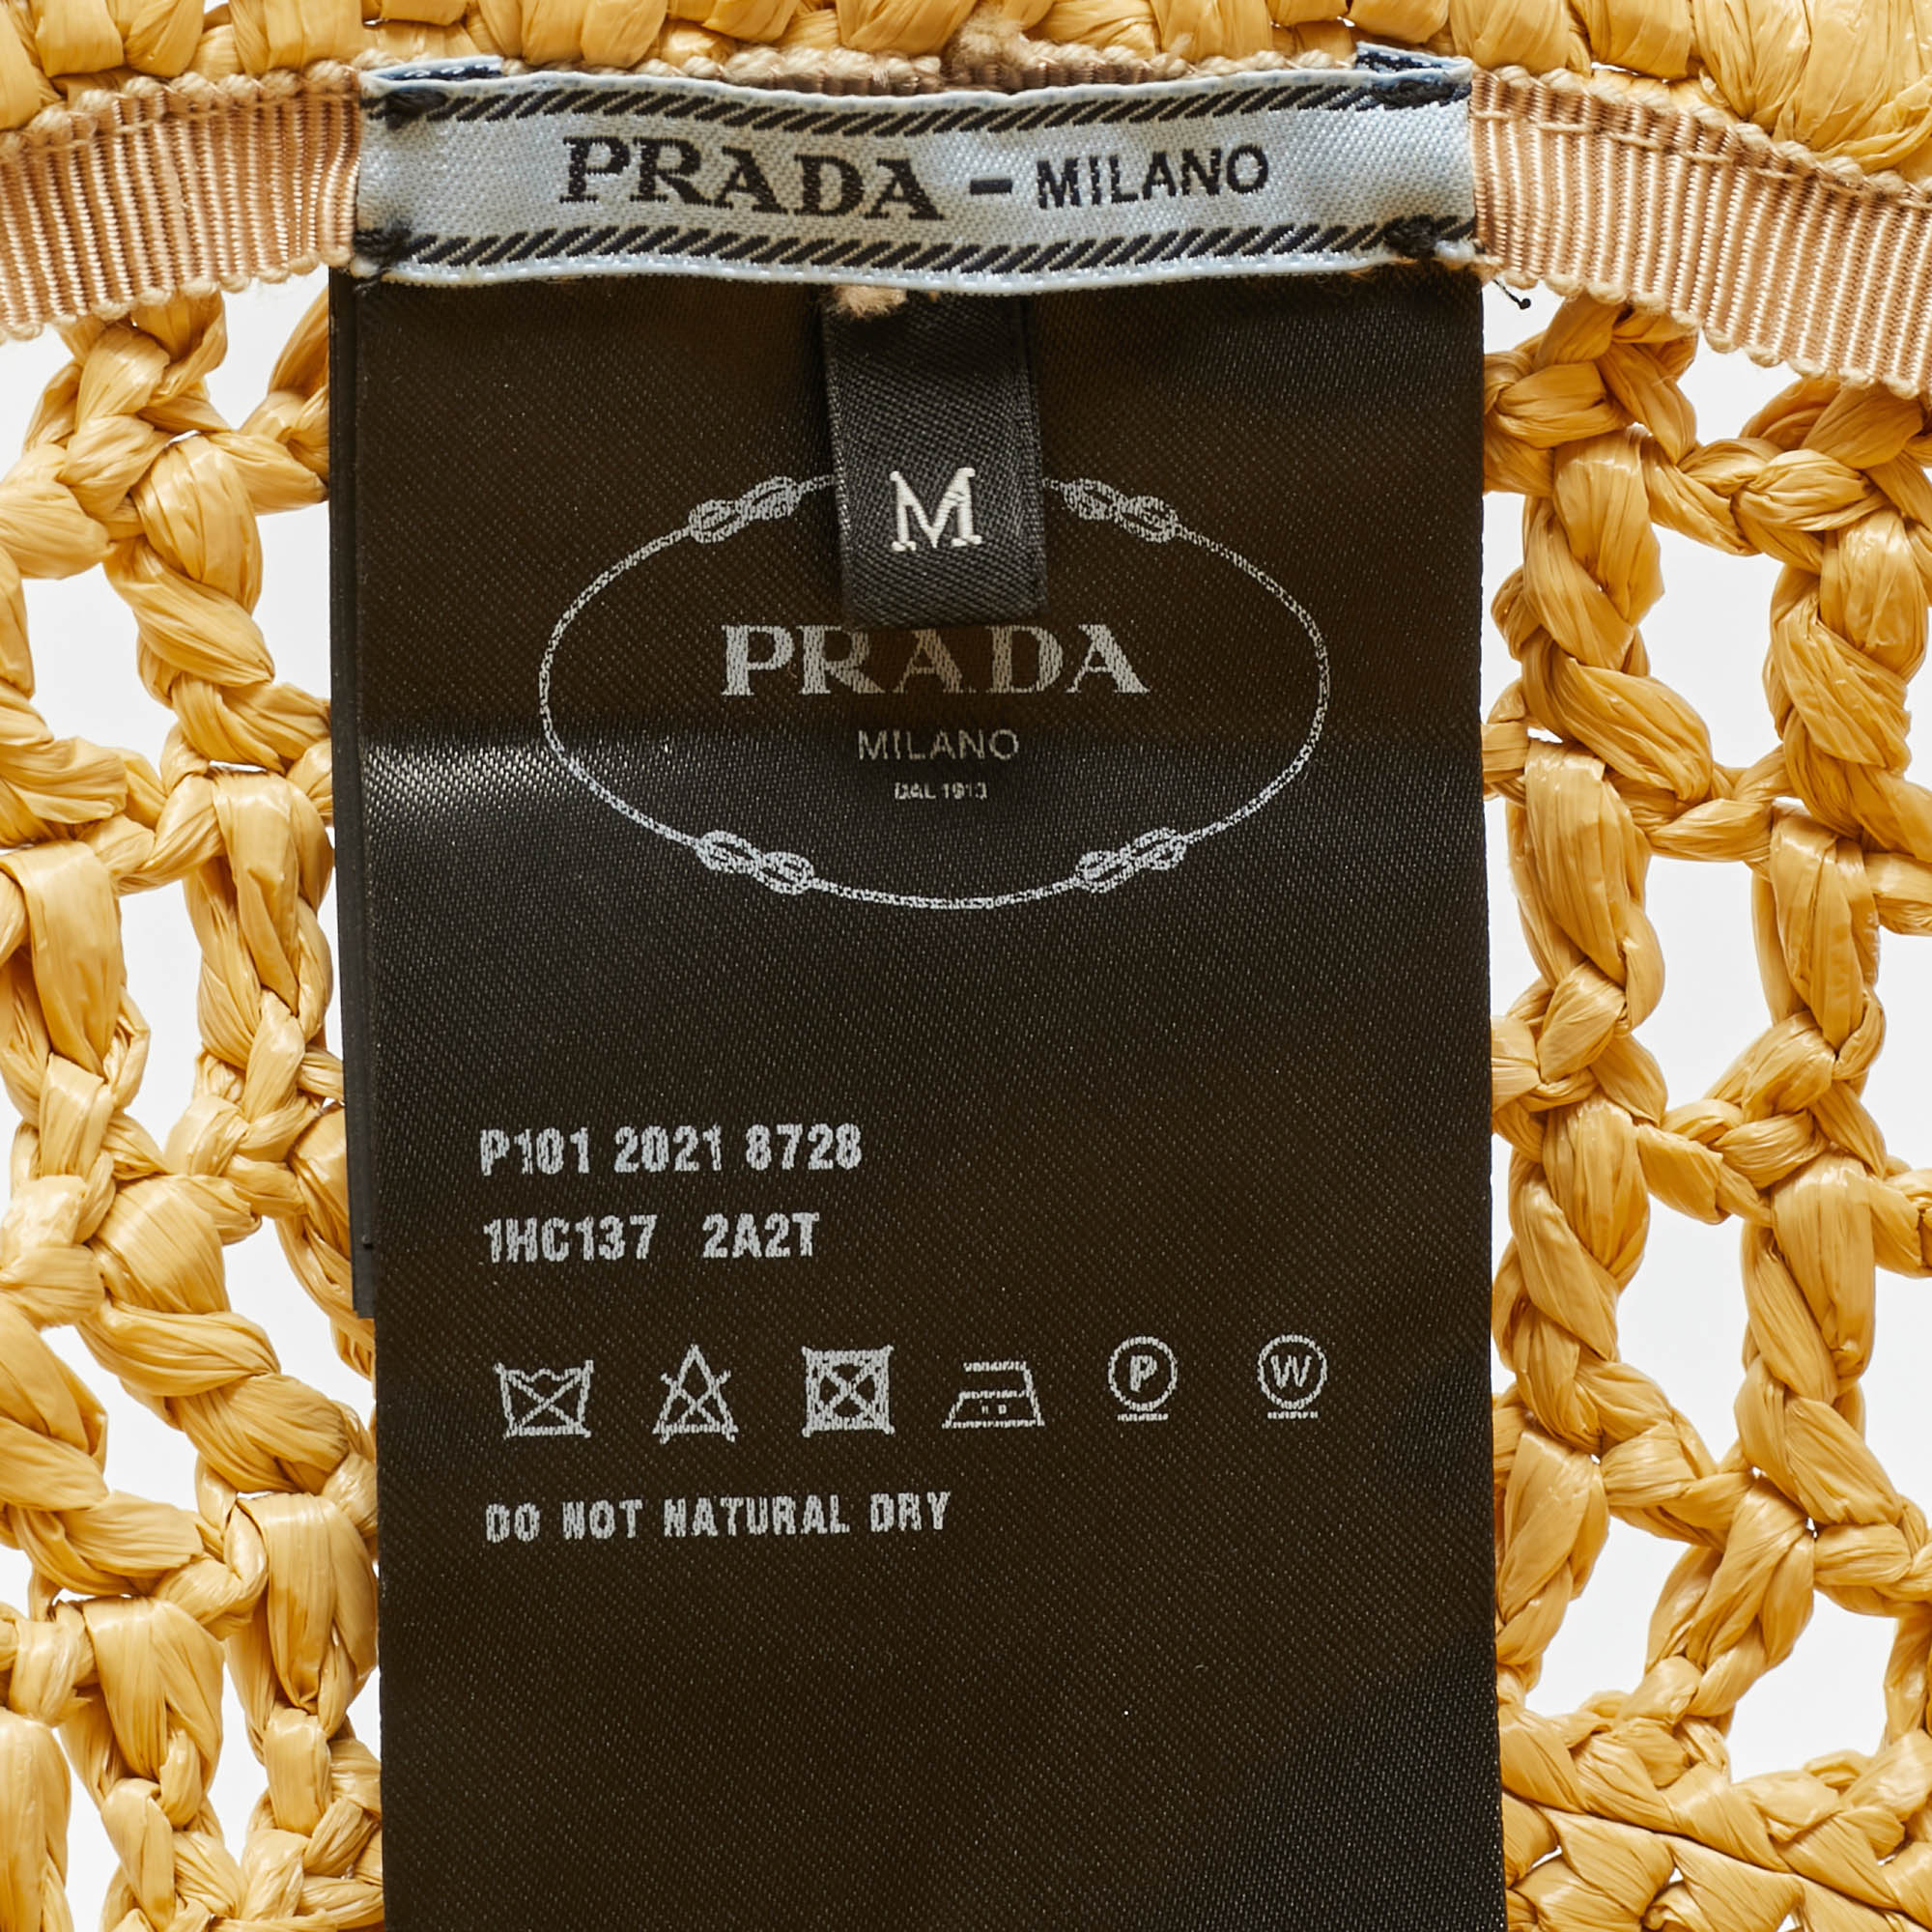 PRADA - MILANO
M
PRADA
MILANO
DAL 1913
P101 2021 8728
1HC137 2A2T
P W
DO NOT NATURAL DRY